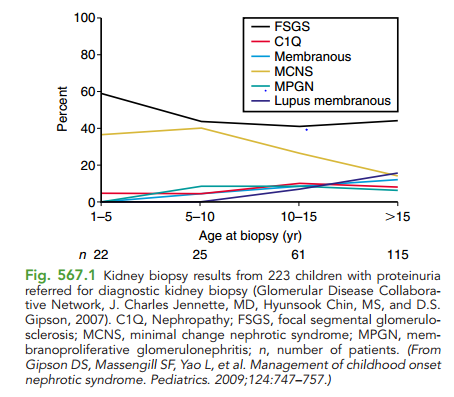 100
80
60
40
20
0
Percent
FSGS
C1Q
Membranous
MCNS
MPGN
Lupus membranous
1–5
5–10
10–15
>15
Age at biopsy (yr)
n 22
25
61
115
Fig. 567.1 Kidney biopsy results from 223 children with proteinuria
referred for diagnostic kidney biopsy (Glomerular Disease Collabora-
tive Network, J. Charles Jennette, MD, Hyunsook Chin, MS, and D.S.
Gipson, 2007). C1Q, Nephropathy; FSGS, focal segmental glomerulo-
sclerosis; MCNS, minimal change nephrotic syndrome; MPGN, mem-
branoproliferative glomerulonephritis; n, number of patients. (From
Gipson DS, Massengill SF, Yao L, et al. Management of childhood onset
nephrotic syndrome. Pediatrics. 2009;124:747–757.)